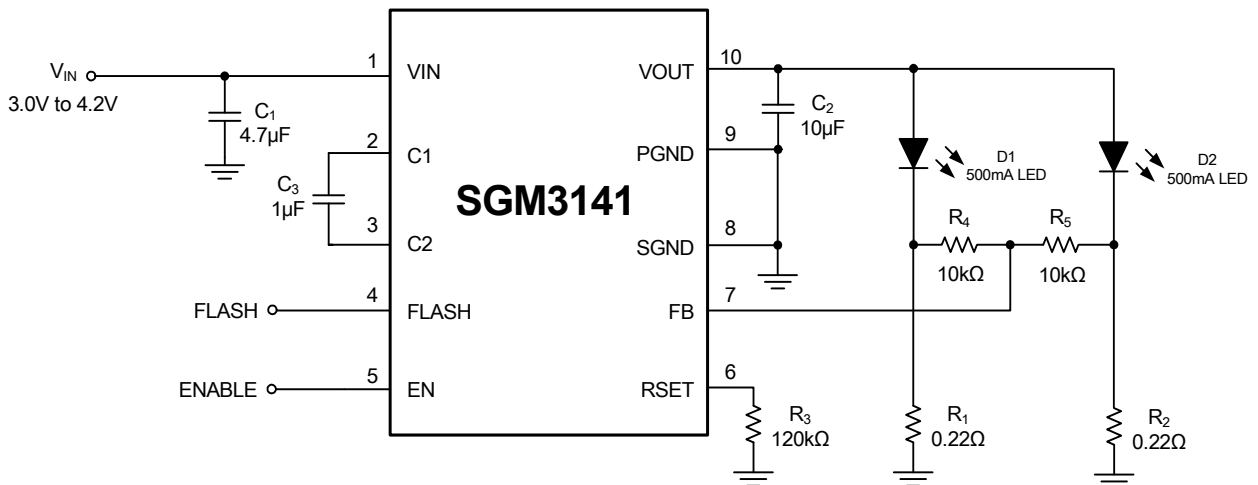 V_IN
3.0V to 4.2V
C₁
4.7μF
C₃
1μF
FLASH
ENABLE
1
2
3
4
5
VIN
C1
C2
FLASH
EN
SGM3141
VOUT
PGND
SGND
FB
RSET
10
9
8
7
6
C₂
10μF
D1
500mA LED
D2
500mA LED
R₄
10kΩ
R₅
10kΩ
R₃
120kΩ
R₁
0.22Ω
R₂
0.22Ω